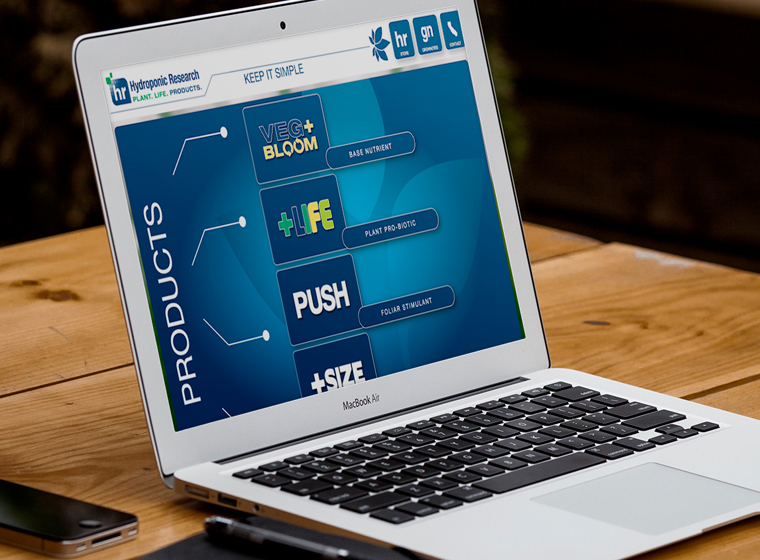 hr
Hydroponic Research
PLANT. LIFE. PRODUCTS.
KEEP IT SIMPLE
hr
STORE
gn
CONTACT
PRODUCTS
VEG+
BLOOM
BASE NUTRIENT
+LIFE
PLANT PRO-BIOTIC
PUSH
FOLIAR STIMULANT
+SIZE
MacBook Air